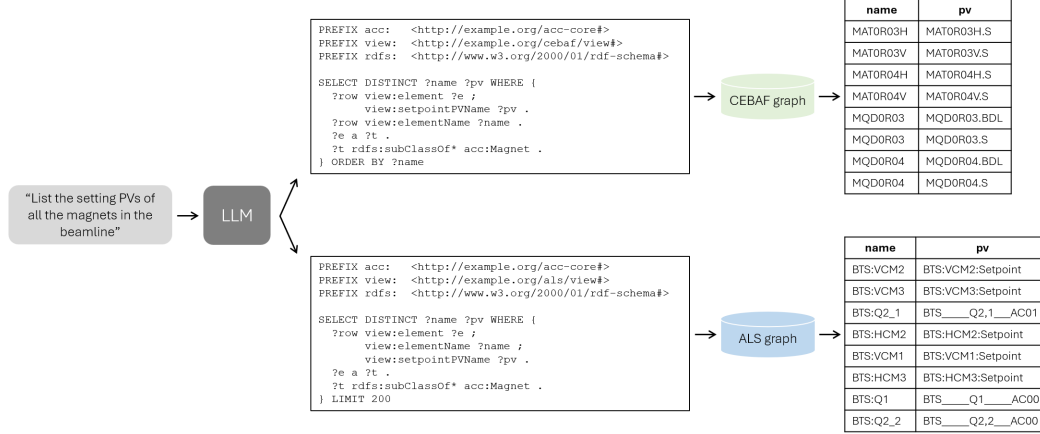 “List the setting PVs of
all the magnets in the
beamline”
LLM
PREFIX acc:   <http://example.org/acc-core#>
PREFIX view:  <http://example.org/cebaf/view#>
PREFIX rdfs:  <http://www.w3.org/2000/01/rdf-schema#>
SELECT DISTINCT ?name ?pv WHERE {
  ?row view:element ?e ;
       view:setpointPVName ?pv .
  ?row view:elementName ?name .
  ?e a ?t .
  ?t rdfs:subClassOf* acc:Magnet .
} ORDER BY ?name
CEBAF graph
name pv
MAT0R03H MAT0R03H.S
MAT0R03V MAT0R03V.S
MAT0R04H MAT0R04H.S
MAT0R04V MAT0R04V.S
MQD0R03 MQD0R03.BDL
MQD0R03 MQD0R03.S
MQD0R04 MQD0R04.BDL
MQD0R04 MQD0R04.S
PREFIX acc:   <http://example.org/acc-core#>
PREFIX view:  <http://example.org/als/view#>
PREFIX rdfs:  <http://www.w3.org/2000/01/rdf-schema#>
SELECT DISTINCT ?name ?pv WHERE {
  ?row view:element ?e ;
       view:elementName ?name ;
       view:setpointPVName ?pv .
  ?e a ?t .
  ?t rdfs:subClassOf* acc:Magnet .
} LIMIT 200
ALS graph
name pv
BTS:VCM2 BTS:VCM2:Setpoint
BTS:VCM3 BTS:VCM3:Setpoint
BTS:Q2_1 BTS_____Q2,1___AC01
BTS:HCM2 BTS:HCM2:Setpoint
BTS:VCM1 BTS:VCM1:Setpoint
BTS:HCM3 BTS:HCM3:Setpoint
BTS:Q1 BTS_____Q1_____AC00
BTS:Q2_2 BTS_____Q2,2___AC00